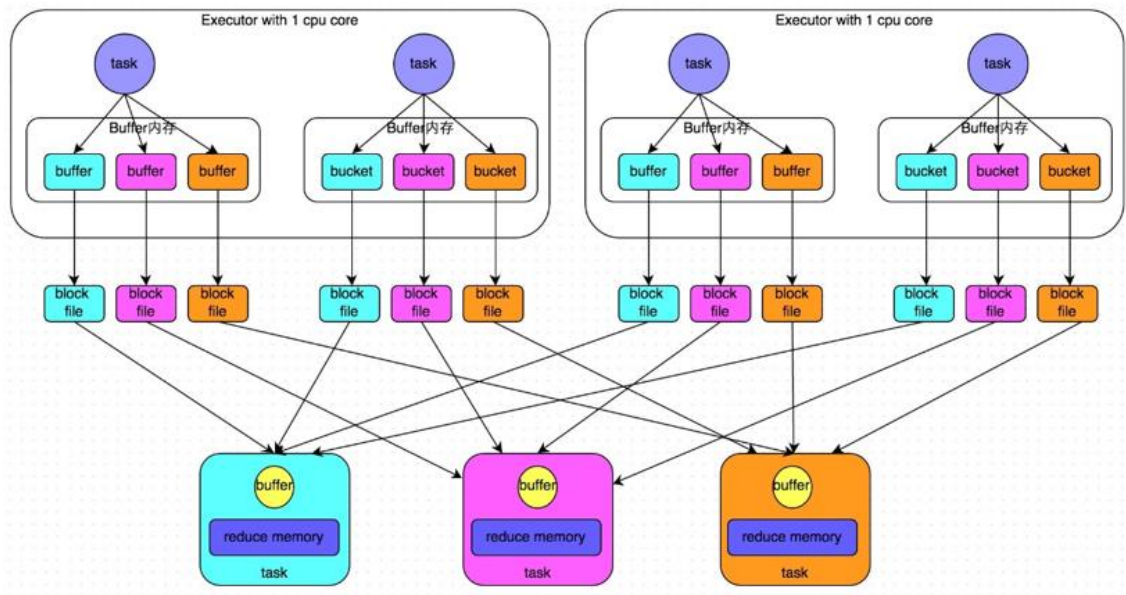 Executor with 1 cpu core
Executor with 1 cpu core
task
task
task
task
Buffer内存
Buffer内存
Buffer内存
Buffer内存
buffer
buffer
buffer
bucket
bucket
bucket
buffer
buffer
buffer
bucket
bucket
bucket
block
file
block
file
block
file
block
file
block
file
block
file
block
file
block
file
block
file
block
file
block
file
block
file
buffer
reduce memory
task
buffer
reduce memory
task
buffer
reduce memory
task